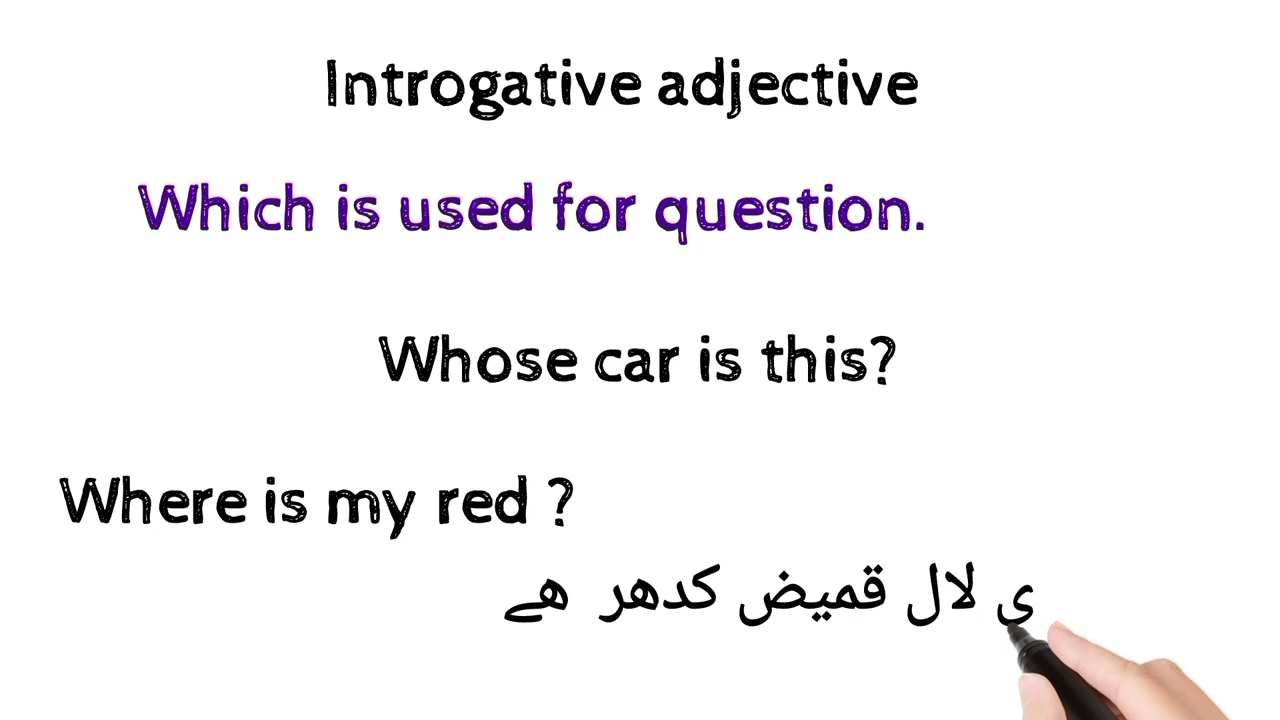 Introgative adjective
Which is used for question.
Whose car is this?
Where is my red ?
ی لال قمیض کدھر ھے